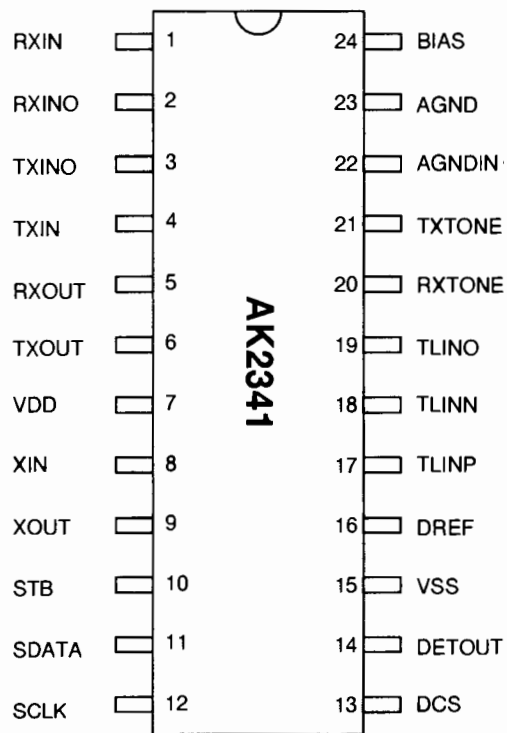 RXIN 1 24 BIAS
RXINO 2 23 AGND
TXINO 3 22 AGNDIN
TXIN 4 21 TXTONE
RXOUT 5 20 RXTONE
TXOUT 6 19 TLINO
VDD 7 18 TLINN
XIN 8 17 TLINP
XOUT 9 16 DREF
STB 10 15 VSS
SDATA 11 14 DETOUT
SCLK 12 13 DCS
AK2341